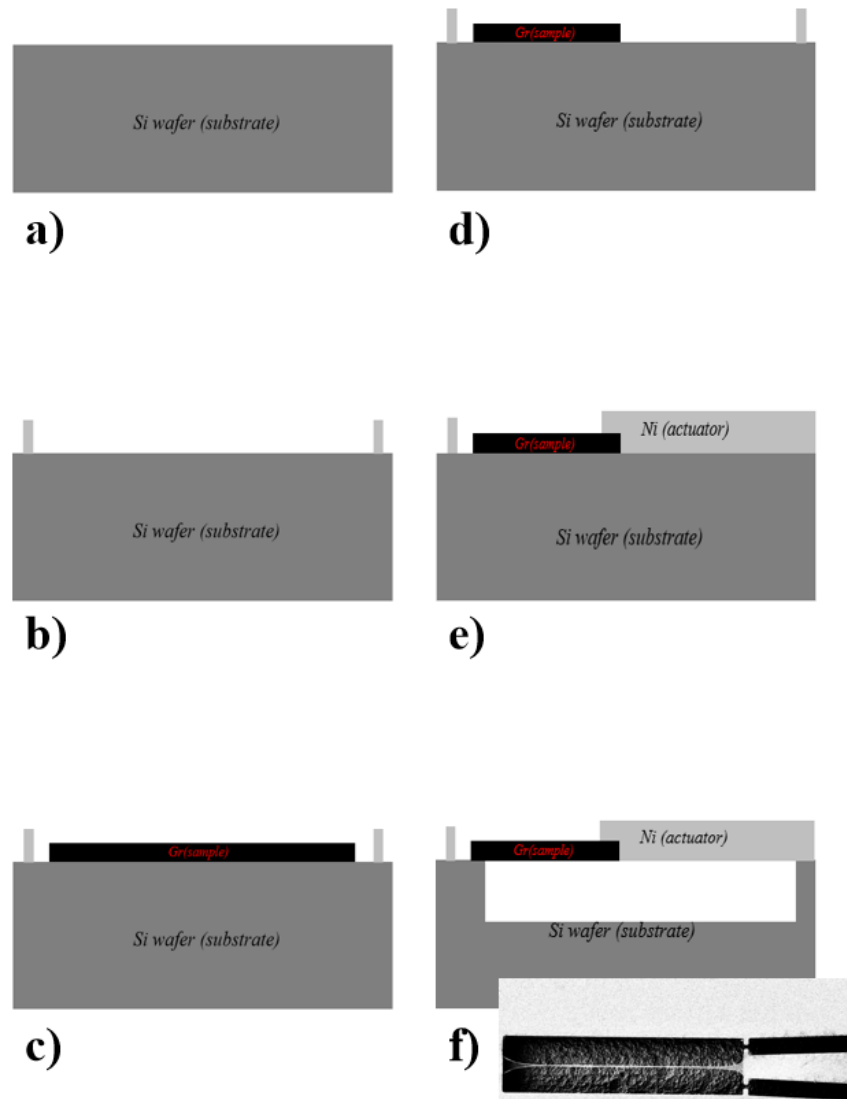 Si wafer (substrate)
a)
Si wafer (substrate)
b)
Gr(sample)
Si wafer (substrate)
c)
Gr(sample)
Si wafer (substrate)
d)
Ni (actuator)
Gr(sample)
Si wafer (substrate)
e)
Ni (actuator)
Gr(sample)
Si wafer (substrate)
f)